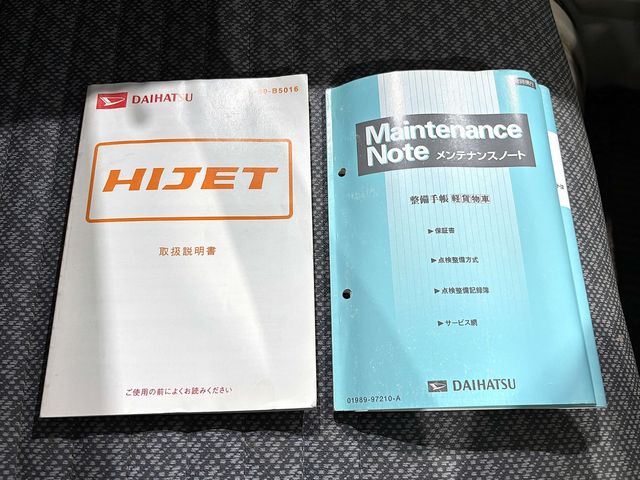 DAIHATSU
-B5016
HIJET
取扱説明書
ご使用の前によくお読みください
Maintenance
Note メンテナンスノート
整備手帳 軽貨物車
▶保証書
▶点検整備方式
▶点検整備記録簿
▶サービス網
DAIHATSU
01989-97210-A